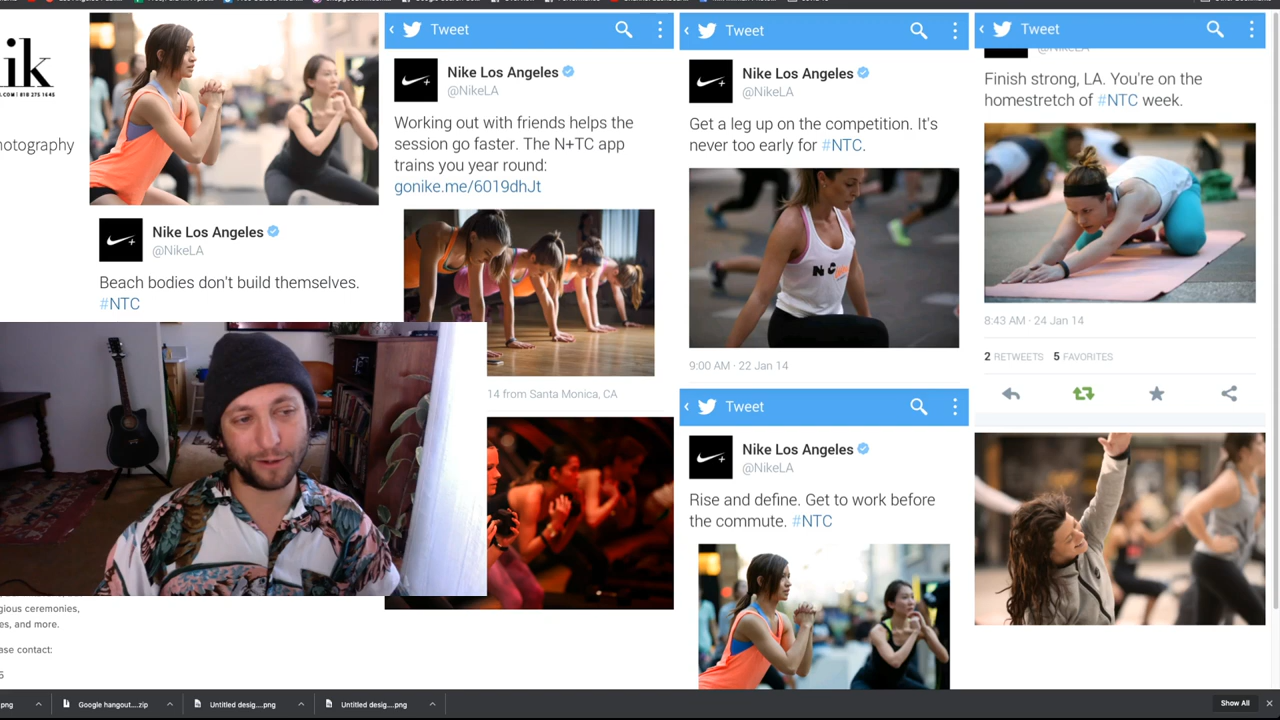 ik
.COM | 818 275 1645
otography
Nike Los Angeles
@NikeLA
Beach bodies don't build themselves.
#NTC
gious ceremonies,
es, and more.
ase contact:
Tweet
Nike Los Angeles
@NikeLA
Working out with friends helps the
session go faster. The N+TC app
trains you year round:
gonike.me/6019dhJt
14 from Santa Monica, CA
Tweet
Nike Los Angeles
@NikeLA
Get a leg up on the competition. It's
never too early for #NTC.
9:00 AM · 22 Jan 14
Tweet
Nike Los Angeles
@NikeLA
Rise and define. Get to work before
the commute. #NTC
Tweet
@NikeLA
Finish strong, LA. You're on the
homestretch of #NTC week.
8:43 AM · 24 Jan 14
2 RETWEETS 5 FAVORITES
.png
Google hangout....zip
Untitled desig....png
Untitled desig....png
Show All